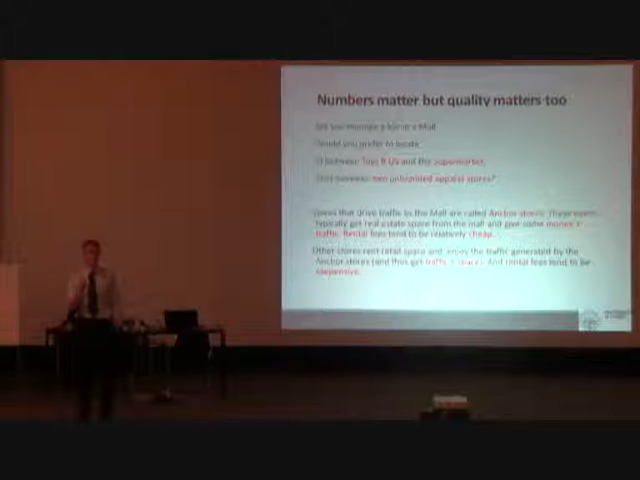 Numbers matter but quality matters too
Say you manage a kiosk in a Mall
Would you prefer to locate
between Toys R Us and the supermarket,
between two unbranded apparel stores?
Stores that drive traffic to the Mall are called Anchor stores. These
typically get real estate space from the mall and give some money +
traffic. Rental fees tend to be relatively cheap.
Other stores rent retail space and enjoy the traffic generated by the
Anchor stores (and thus get traffic + space). And rental fees tend to be
expensive.